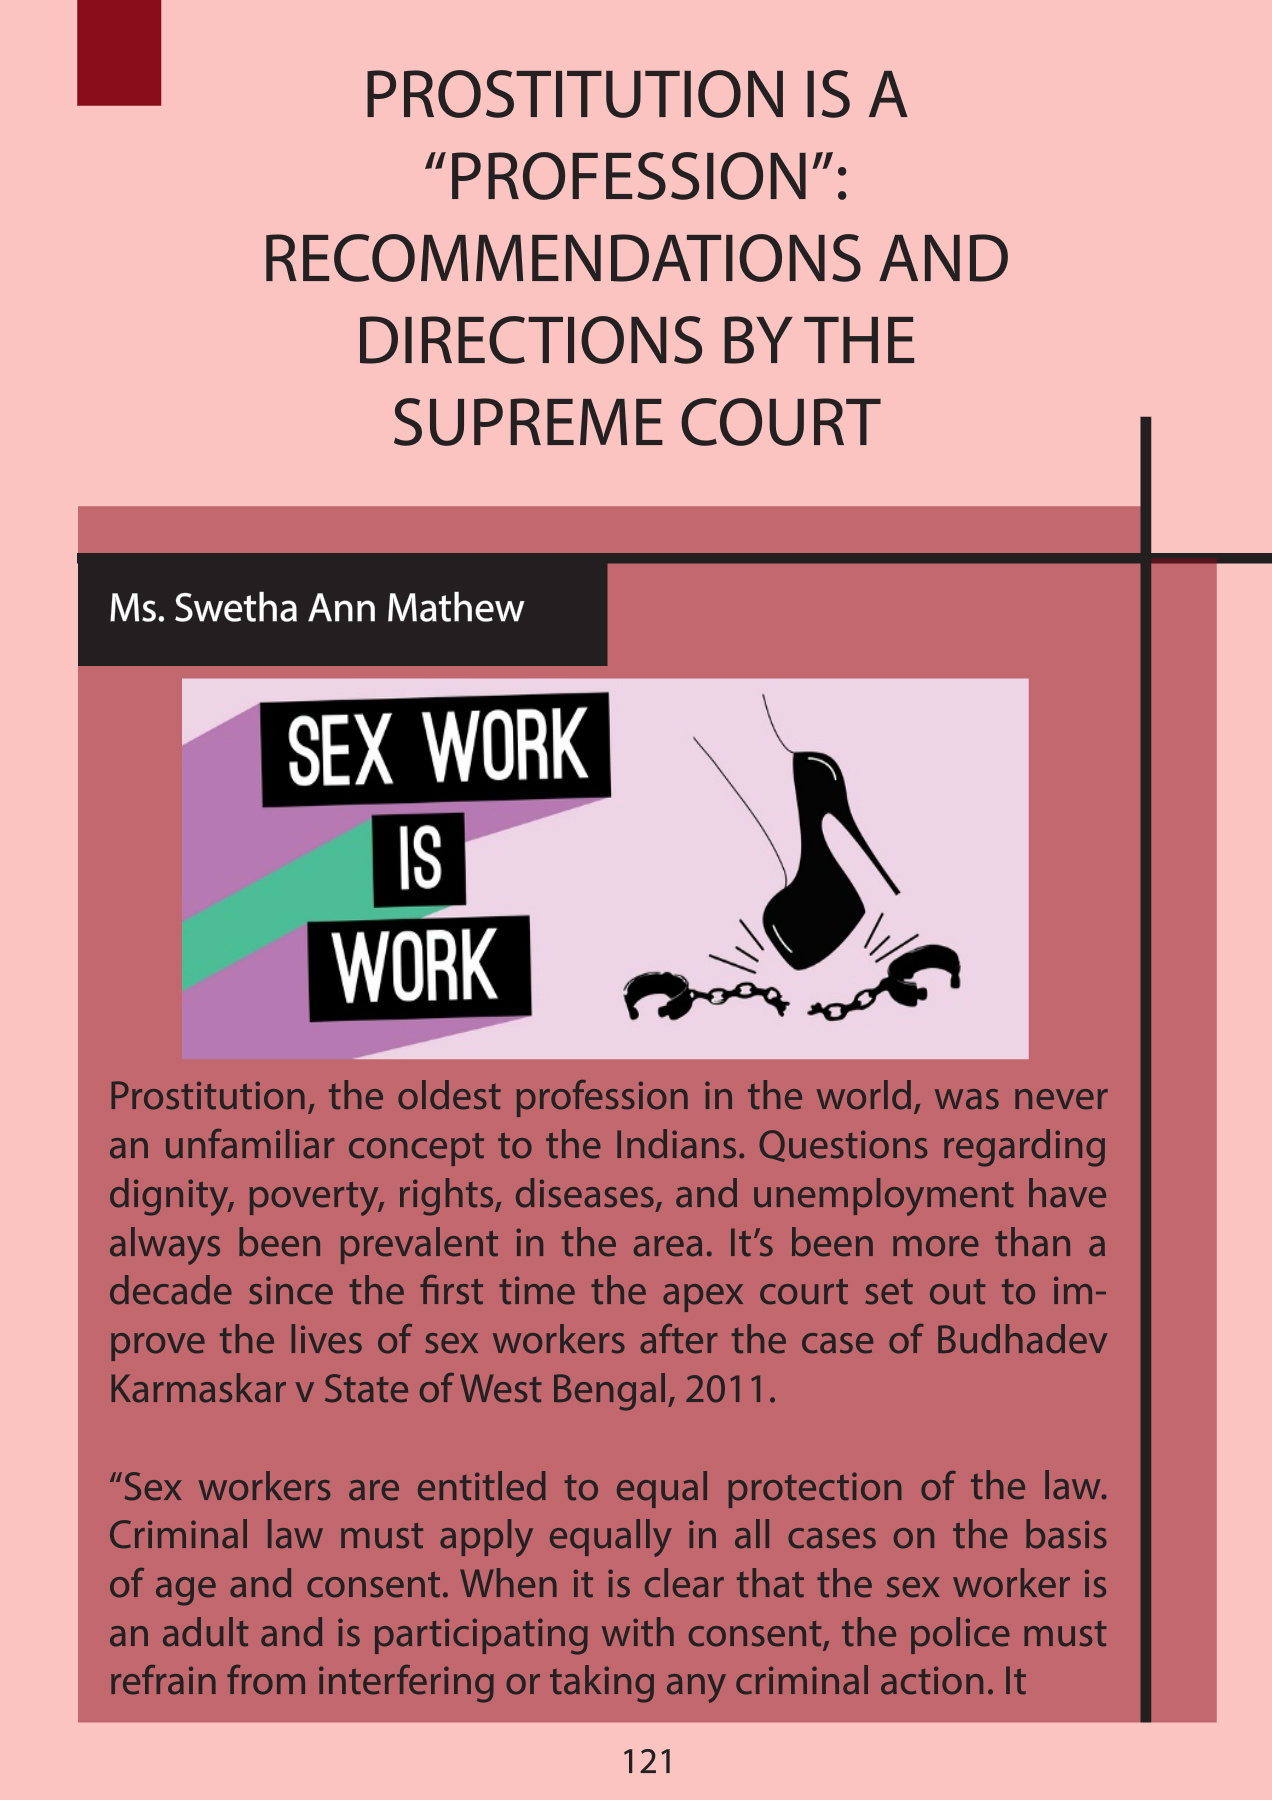 PROSTITUTION IS A
“PROFESSION”:
RECOMMENDATIONS AND
DIRECTIONS BY THE
SUPREME COURT
Ms. Swetha Ann Mathew
SEX WORK
IS
WORK
Prostitution, the oldest profession in the world, was never
an unfamiliar concept to the Indians. Questions regarding
dignity, poverty, rights, diseases, and unemployment have
always been prevalent in the area. It’s been more than a
decade since the first time the apex court set out to im-
prove the lives of sex workers after the case of Budhadev
Karmaskar v State of West Bengal, 2011.
“Sex workers are entitled to equal protection of the law.
Criminal law must apply equally in all cases on the basis
of age and consent. When it is clear that the sex worker is
an adult and is participating with consent, the police must
refrain from interfering or taking any criminal action. It
121